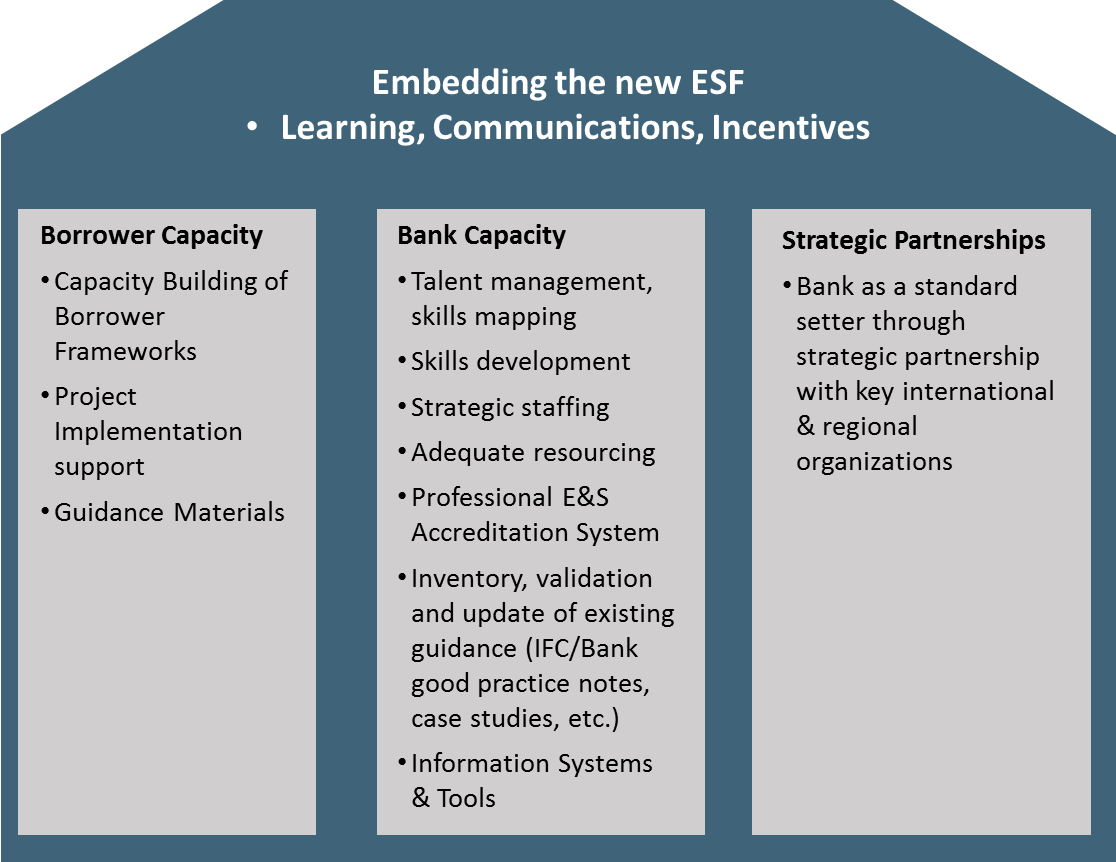 Embedding the new ESF
• Learning, Communications, Incentives
Borrower Capacity
• Capacity Building of
Borrower
Frameworks
• Project
Implementation
support
• Guidance Materials
Bank Capacity
• Talent management,
skills mapping
• Skills development
• Strategic staffing
• Adequate resourcing
• Professional E&S
Accreditation System
• Inventory, validation
and update of existing
guidance (IFC/Bank
good practice notes,
case studies, etc.)
• Information Systems
& Tools
Strategic Partnerships
• Bank as a standard
setter through
strategic partnership
with key international
& regional
organizations